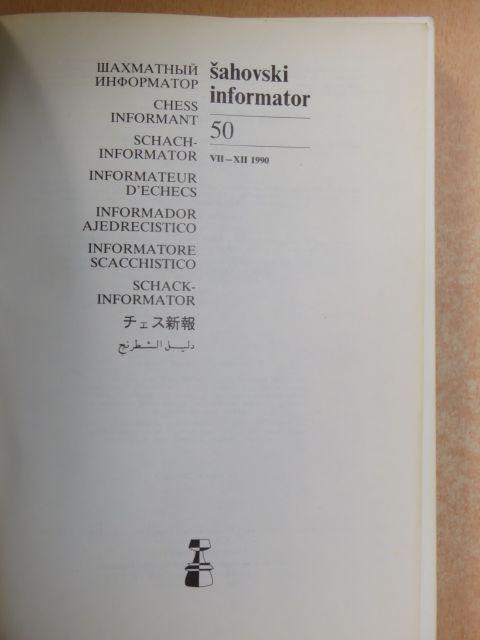 ШАХМАТНЫЙ
ИНФОРМАТОР
CHESS
INFORMANT
SCHACH-
INFORMATOR
INFORMATEUR
D'ECHECS
INFORMADOR
AJEDRECISTICO
INFORMATORE
SCACCHISTICO
SCHACK-
INFORMATOR
チェス新報
دليل الشطرنج
šahovski
informator
50
VII–XII 1990